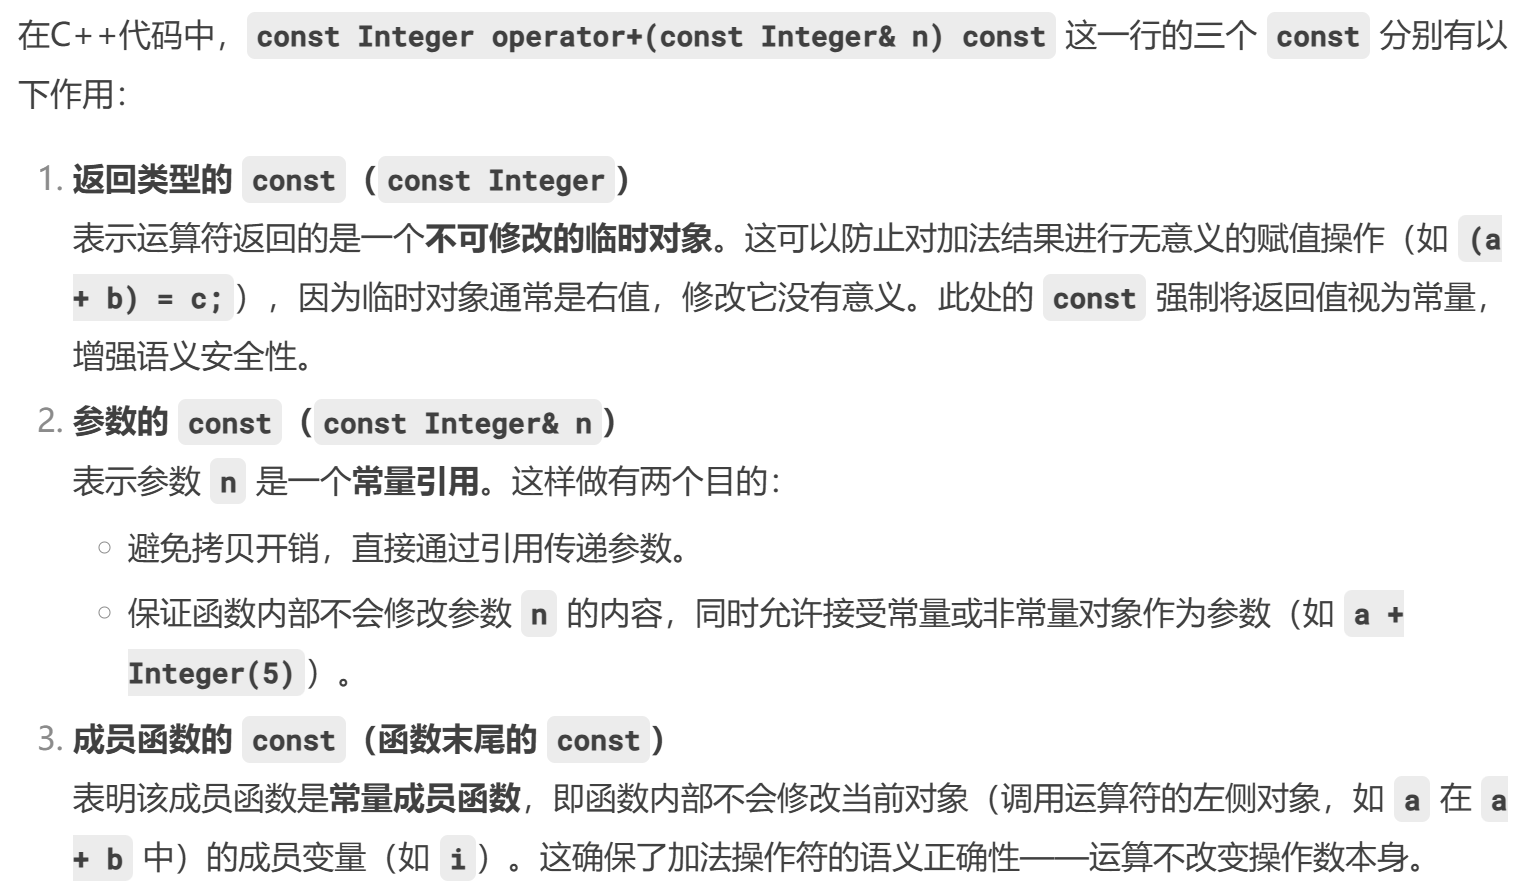 在C++代码中， const Integer operator+(const Integer& n) const 这一行的三个 const 分别有以
下作用：
1. 返回类型的 const （const Integer）
表示运算符返回的是一个不可修改的临时对象。这可以防止对加法结果进行无意义的赋值操作（如 (a
+ b) = c;），因为临时对象通常是右值，修改它没有意义。此处的 const 强制将返回值视为常量，
增强语义安全性。
2. 参数的 const （const Integer& n）
表示参数 n 是一个常量引用。这样做有两个目的：
○ 避免拷贝开销，直接通过引用传递参数。
○ 保证函数内部不会修改参数 n 的内容，同时允许接受常量或非常量对象作为参数（如 a +
Integer(5)）。
3. 成员函数的 const （函数末尾的 const）
表明该成员函数是常量成员函数，即函数内部不会修改当前对象（调用运算符的左侧对象，如 a 在 a
+ b 中）的成员变量（如 i）。这确保了加法操作符的语义正确性——运算不改变操作数本身。